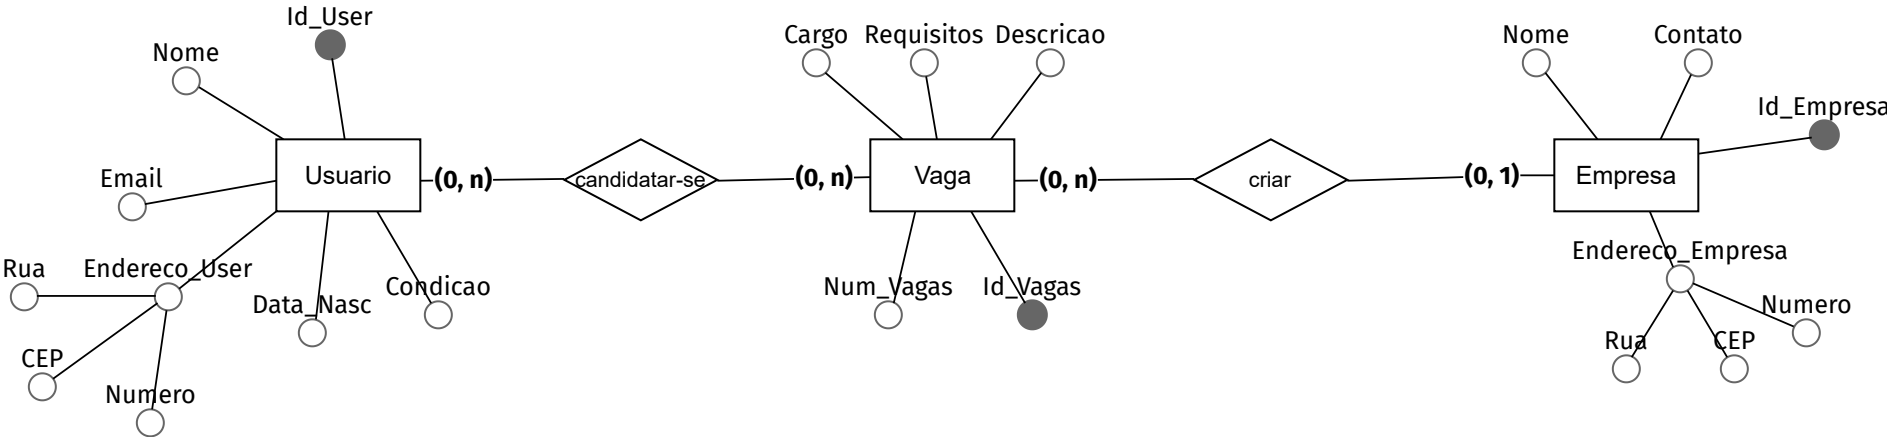 Id_User
Nome
Cargo
Requisitos
Descricao
Nome
Contato
Id_Empresa
Email
Usuario
(0, n)
candidatar-se
(0, n)
Vaga
(0, n)
criar
(0, 1)
Empresa
Rua
Endereco_User
Data_Nasc
Condicao
Num_Vagas
Id_Vagas
Endereco_Empresa
Numero
CEP
Numero
Rua
CEP